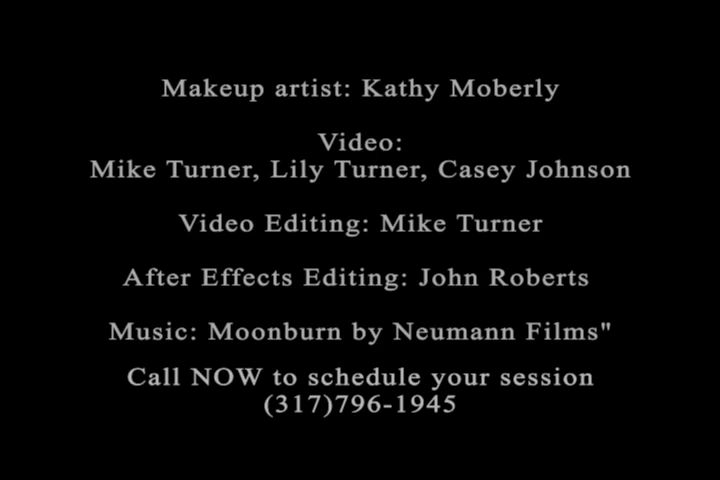 Makeup artist: Kathy Moberly
Video:
Mike Turner, Lily Turner, Casey Johnson
Video Editing: Mike Turner
After Effects Editing: John Roberts
Music: Moonburn by Neumann Films"
Call NOW to schedule your session
(317)796-1945